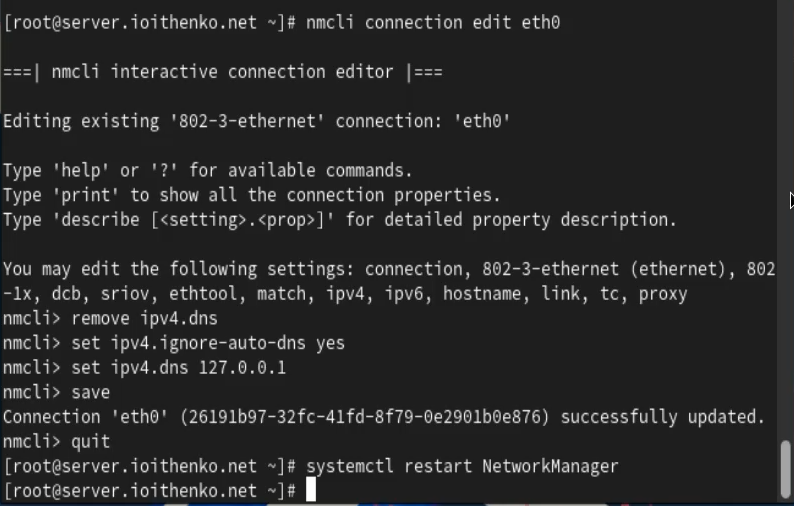 [root@server.ioithenko.net ~]# nmcli connection edit eth0
===| nmcli interactive connection editor |===
Editing existing '802-3-ethernet' connection: 'eth0'
Type 'help' or '?' for available commands.
Type 'print' to show all the connection properties.
Type 'describe [<setting>.<prop>]' for detailed property description.
You may edit the following settings: connection, 802-3-ethernet (ethernet), 802
-1x, dcb, sriov, ethtool, match, ipv4, ipv6, hostname, link, tc, proxy
nmcli> remove ipv4.dns
nmcli> set ipv4.ignore-auto-dns yes
nmcli> set ipv4.dns 127.0.0.1
nmcli> save
Connection 'eth0' (26191b97-32fc-41fd-8f79-0e2901b0e876) successfully updated.
nmcli> quit
[root@server.ioithenko.net ~]# systemctl restart NetworkManager
[root@server.ioithenko.net ~]#